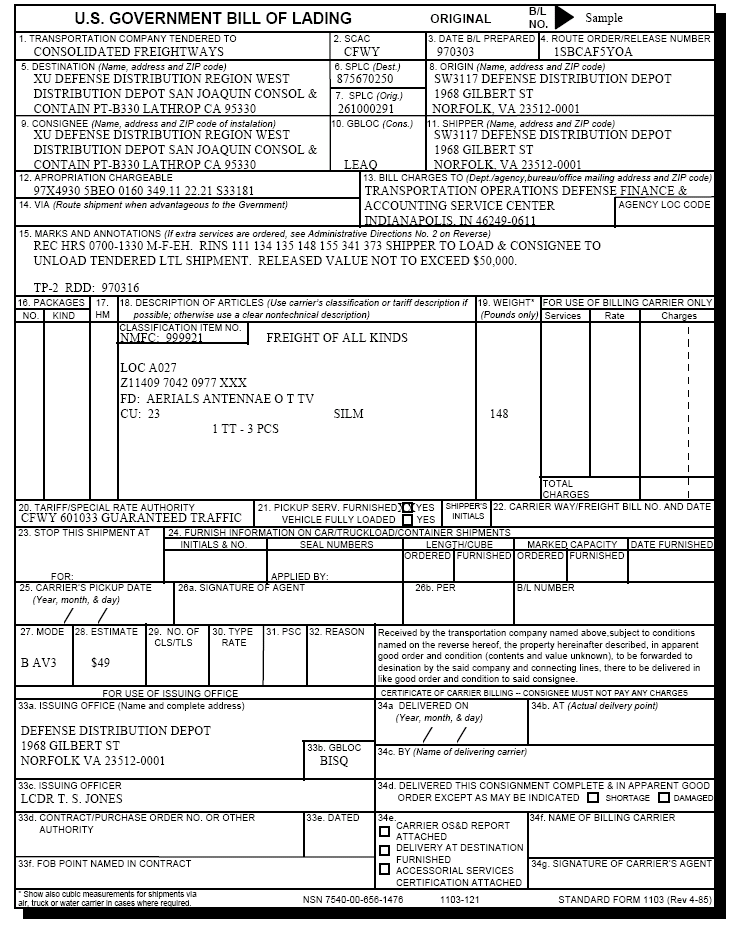 U.S. GOVERNMENT BILL OF LADING ORIGINAL B/L NO. Sample
1. TRANSPORTATION COMPANY TENDERED TO
CONSOLIDATED FREIGHTWAYS
2. SCAC
CFWY
3. DATE B/L PREPARED
970303
4. ROUTE ORDER/RELEASE NUMBER
1SBCAF5YOA
5. DESTINATION (Name, address and ZIP code)
XU DEFENSE DISTRIBUTION REGION WEST
DISTRIBUTION DEPOT SAN JOAQUIN CONSOL &
CONTAIN PT-B330 LATHROP CA 95330
6. SPLC (Dest.)
875670250
7. SPLC (Orig.)
261000291
8. ORIGIN (Name, address and ZIP code)
SW3117 DEFENSE DISTRIBUTION DEPOT
1968 GILBERT ST
NORFOLK, VA 23512-0001
9. CONSIGNEE (Name, address and ZIP code of instalation)
XU DEFENSE DISTRIBUTION REGION WEST
DISTRIBUTION DEPOT SAN JOAQUIN CONSOL &
CONTAIN PT-B330 LATHROP CA 95330
10. GBLOC (Cons.)
LEAQ
11. SHIPPER (Name, address and ZIP code)
SW3117 DEFENSE DISTRIBUTION DEPOT
1968 GILBERT ST
NORFOLK, VA 23512-0001
12. APROPRIATION CHARGEABLE
97X4930 5BEO 0160 349.11 22.21 S33181
13. BILL CHARGES TO (Dept./agency,bureau/office mailing address and ZIP code)
TRANSPORTATION OPERATIONS DEFENSE FINANCE &
ACCOUNTING SERVICE CENTER
INDIANAPOLIS, IN 46249-0611
AGENCY LOC CODE
14. VIA (Route shipment when advantageous to the Gvernment)
15. MARKS AND ANNOTATIONS (If extra services are ordered, see Administrative Directions No. 2 on Reverse)
REC HRS 0700-1330 M-F-EH. RINS 111 134 135 148 155 341 373 SHIPPER TO LOAD & CONSIGNEE TO
UNLOAD TENDERED LTL SHIPMENT. RELEASED VALUE NOT TO EXCEED $50,000.
TP-2 RDD: 970316
16. PACKAGES
NO. KIND
17. HM
18. DESCRIPTION OF ARTICLES (Use carrier's classification or tariff description if
possible; otherwise use a clear nontechnical description)
19. WEIGHT*
(Pounds only)
FOR USE OF BILLING CARRIER ONLY
Services Rate Charges
CLASSIFICATION ITEM NO.
NMFC: 999921 FREIGHT OF ALL KINDS
LOC A027
Z11409 7042 0977 XXX
FD: AERIALS ANTENNAE O T TV
CU: 23 SILM 148
1 TT - 3 PCS
TOTAL
CHARGES
20. TARIFF/SPECIAL RATE AUTHORITY
CFWY 601033 GUARANTEED TRAFFIC
21. PICKUP SERV. FURNISHED XX YES
VEHICLE FULLY LOADED YES
SHIPPER'S
INITIALS
22. CARRIER WAY/FREIGHT BILL NO. AND DATE
23. STOP THIS SHIPMENT AT
FOR:
24. FURNISH INFORMATION ON CAR/TRUCKLOAD/CONTAINER SHIPMENTS
INITIALS & NO. SEAL NUMBERS LENGTH/CUBE MARKED CAPACITY DATE FURNISHED
ORDERED FURNISHED ORDERED FURNISHED
APPLIED BY:
25. CARRIER'S PICKUP DATE
(Year, month, & day)
/ /
26a. SIGNATURE OF AGENT
26b. PER
B/L NUMBER
27. MODE
B AV3
28. ESTIMATE
$49
29. NO. OF
CLS/TLS
30. TYPE
RATE
31. PSC
32. REASON
Received by the transportation company named above,subject to conditions
named on the reverse hereof, the property hereinafter described, in apparent
good order and condition (contents and value unknown), to be forwarded to
desination by the said company and connecting lines, there to be delivered in
like good order and condition to said consignee.
FOR USE OF ISSUING OFFICE
CERTIFICATE OF CARRIER BILLING -- CONSIGNEE MUST NOT PAY ANY CHARGES
33a. ISSUING OFFICE (Name and complete address)
DEFENSE DISTRIBUTION DEPOT
1968 GILBERT ST
NORFOLK VA 23512-0001
33b. GBLOC
BISQ
34a DELIVERED ON
(Year, month, & day)
/ /
34b. AT (Actual deilvery point)
34c. BY (Name of delivering carrier)
33c. ISSUING OFFICER
LCDR T. S. JONES
34d. DELIVERED THIS CONSIGNMENT COMPLETE & IN APPARENT GOOD
ORDER EXCEPT AS MAY BE INDICATED SHORTAGE DAMAGED
33d. CONTRACT/PURCHASE ORDER NO. OR OTHER
AUTHORITY
33e. DATED
33f. FOB POINT NAMED IN CONTRACT
34e.
CARRIER OS&D REPORT
ATTACHED
DELIVERY AT DESTINATION
FURNISHED
ACCESSORIAL SERVICES
CERTIFICATION ATTACHED
34f. NAME OF BILLING CARRIER
34g. SIGNATURE OF CARRIER'S AGENT
* Show also cubic measurements for shipments via
air, truck or water carrier in cases where required.
NSN 7540-00-656-1476 1103-121 STANDARD FORM 1103 (Rev 4-85)